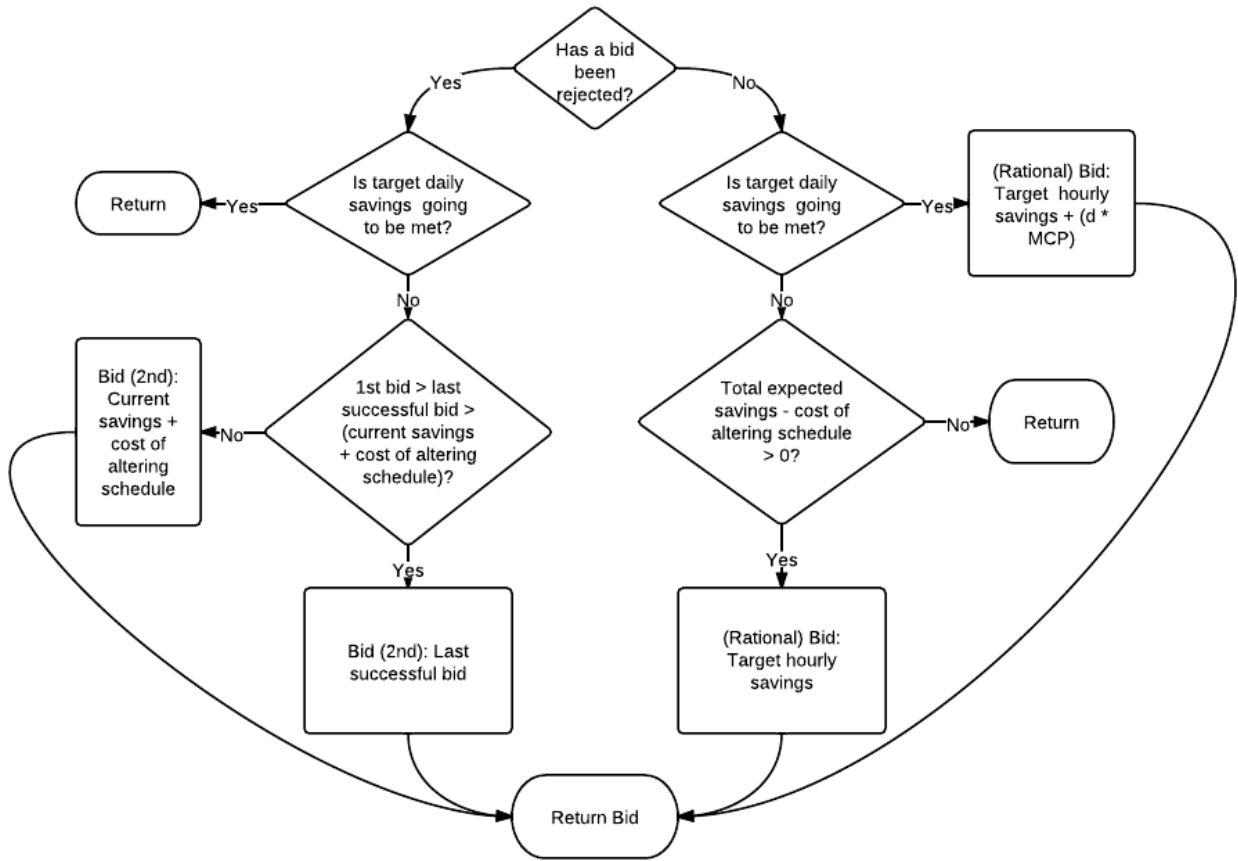 Has a bid
been
rejected?
Yes
No
Is target daily
savings going
to be met?
Yes
Return
No
Is target daily
savings going
to be met?
Yes
(Rational) Bid:
Target hourly
savings + (d *
MCP)
No
1st bid > last
successful bid >
(current savings
+ cost of altering
schedule)?
No
Bid (2nd):
Current
savings +
cost of
altering
schedule
Yes
Total expected
savings - cost of
altering schedule
> 0?
No
Return
Yes
Bid (2nd): Last
successful bid
(Rational) Bid:
Target hourly
savings
Return Bid